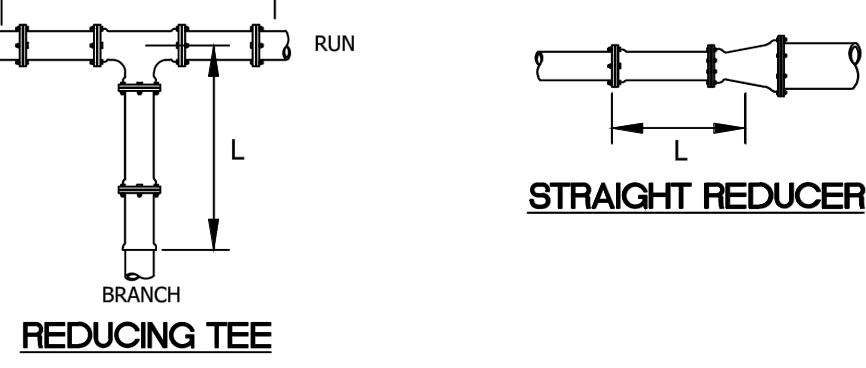 RUN
L
BRANCH
REDUCING TEE
L
STRAIGHT REDUCER